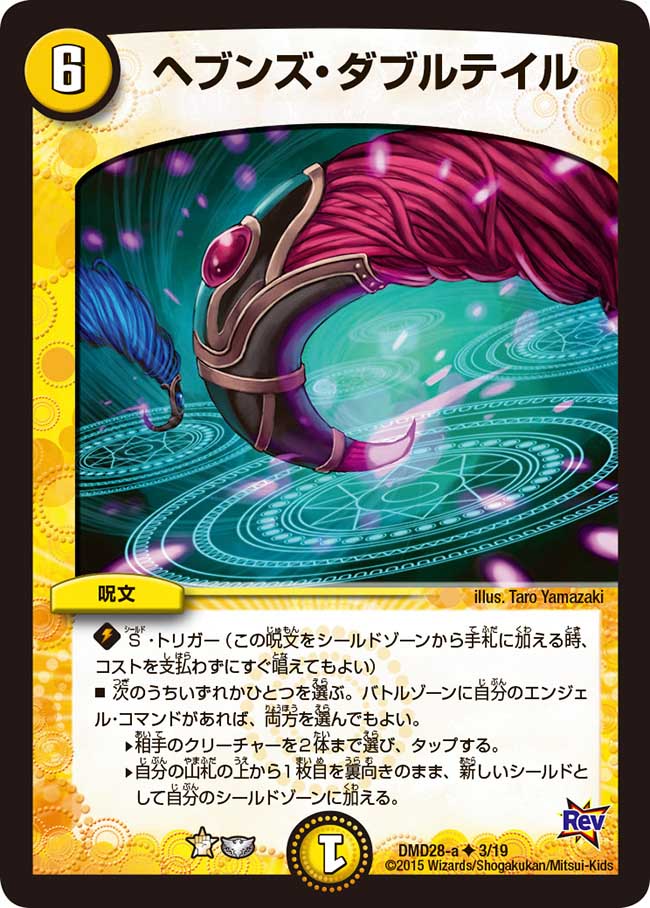 6
ヘブンズ・ダブルテイル
呪文
illus. Taro Yamazaki
S・トリガー（この呪文をシールドゾーンから手札に加える時、
コストを支払わずにすぐ唱えてもよい）
■ 次のうちいずれかひとつを選ぶ。バトルゾーンに自分のエンジェ
ル・コマンドがあれば、両方を選んでもよい。
▶相手のクリーチャーを2体まで選び、タップする。
▶自分の山札の上から1枚目を裏向きのまま、新しいシールドと
して自分のシールドゾーンに加える。
Rev
1
DMD28-a ◆ 3/19
©2015 Wizards/Shogakukan/Mitsui-Kids